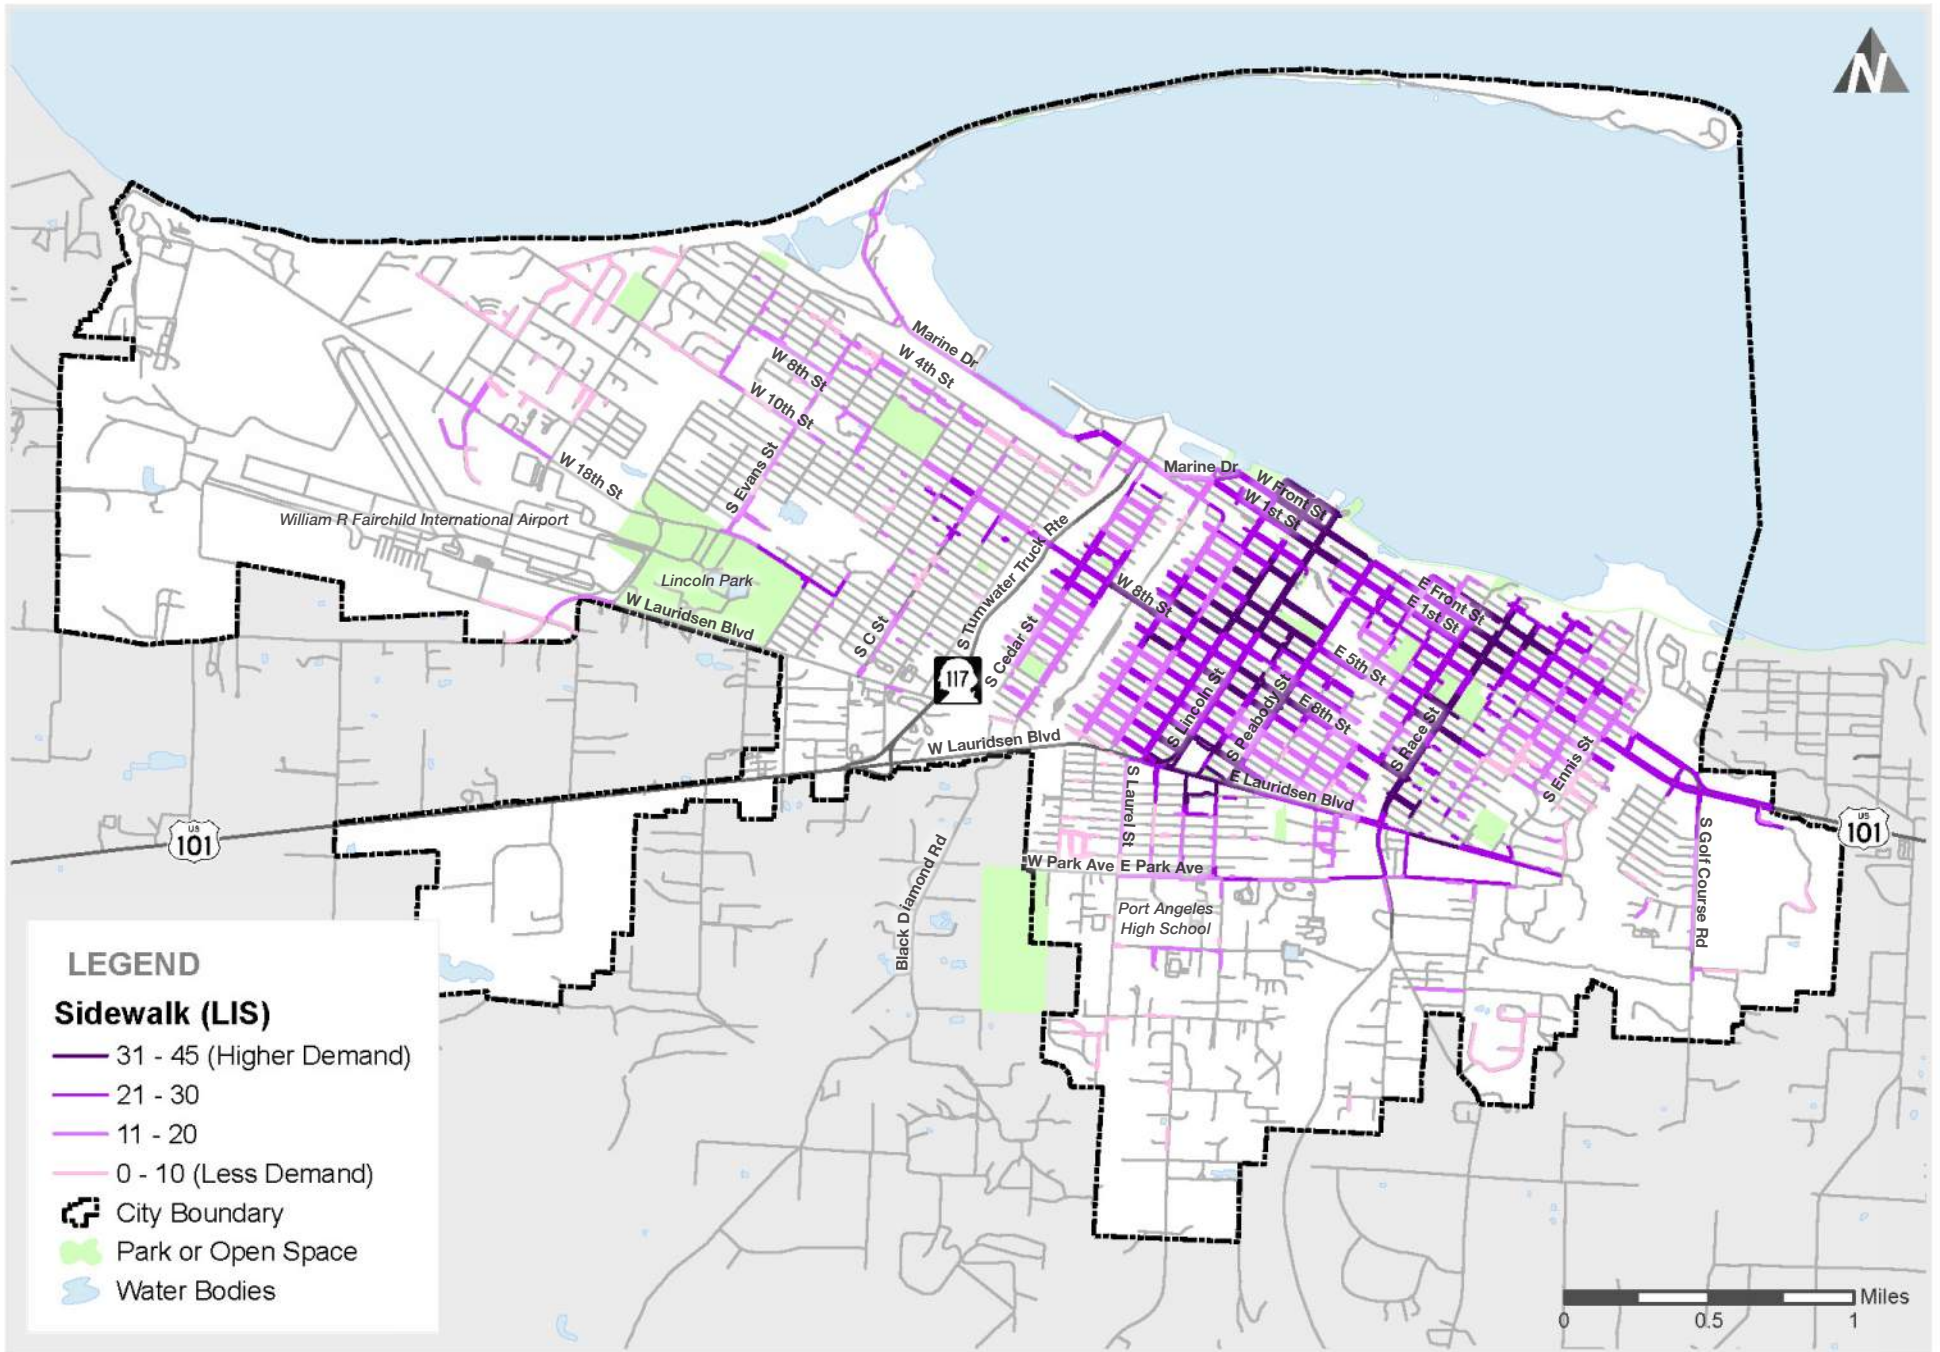 N
Marine Dr
W 4th St
W 8th St
W 10th St
S Evans St
W 18th St
William R Fairchild International Airport
Marine Dr
W Front St
W 1st St
S Tumwater Truck Rte
Lincoln Park
W Lauridsen Blvd
S C St
S Cedar St
117
W 8th St
E Front St
E 1st St
E 5th St
S Lincoln St
S Peabody St
E 8th St
S Race St
S Ennis St
W Lauridsen Blvd
E Lauridsen Blvd
S Laurel St
US
101
US
101
S Golf Course Rd
Black Diamond Rd
W Park Ave
E Park Ave
Port Angeles
High School
LEGEND
Sidewalk (LIS)
31 - 45 (Higher Demand)
21 - 30
11 - 20
0 - 10 (Less Demand)
City Boundary
Park or Open Space
Water Bodies
Miles
0
0.5
1